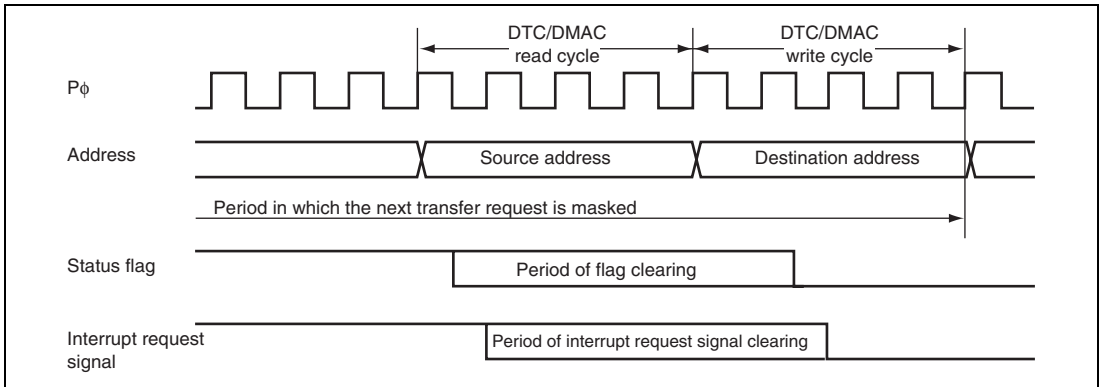 DTC/DMAC
read cycle
DTC/DMAC
write cycle
Pϕ
Address
Source address
Destination address
Period in which the next transfer request is masked
Status flag
Period of flag clearing
Interrupt request
signal
Period of interrupt request signal clearing